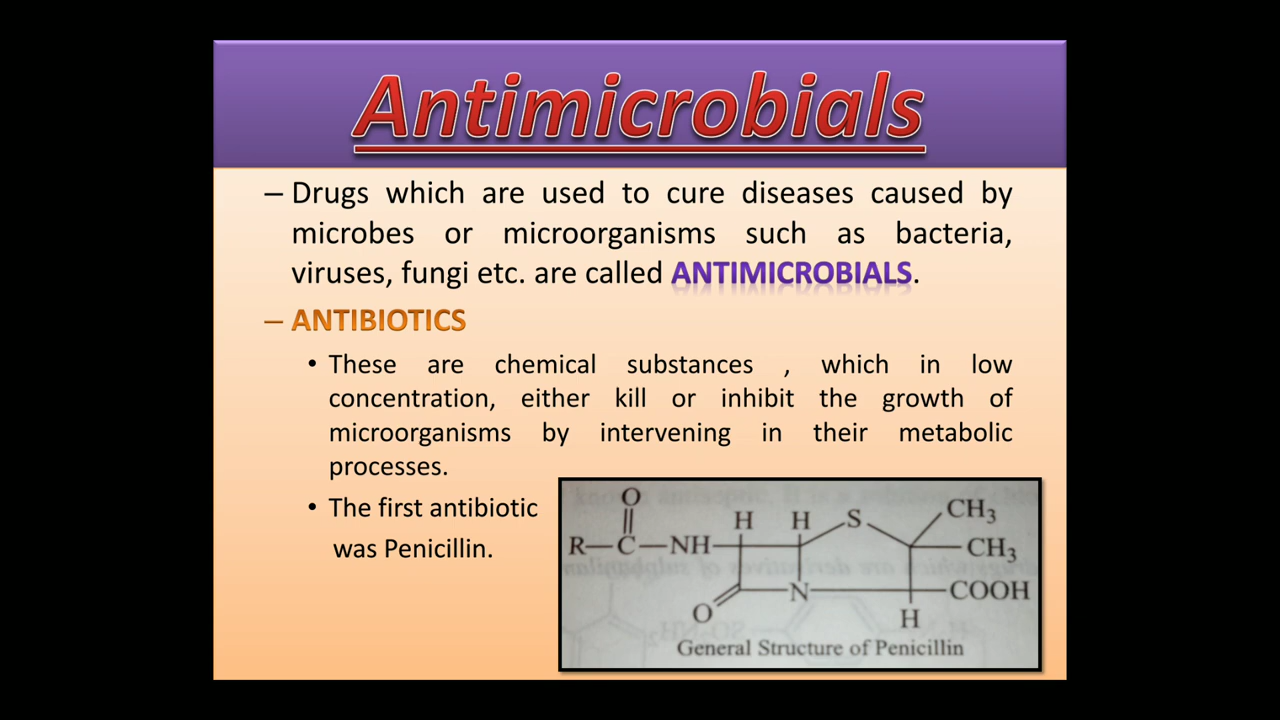 Antimicrobials
– Drugs which are used to cure diseases caused by
microbes or microorganisms such as bacteria,
viruses, fungi etc. are called ANTIMICROBIALS.
– ANTIBIOTICS
• These are chemical substances , which in low
concentration, either kill or inhibit the growth of
microorganisms by intervening in their metabolic
processes.
• The first antibiotic
was Penicillin.
O
H H S CH₃
R—C—NH CH₃
O N COOH
H
General Structure of Penicillin